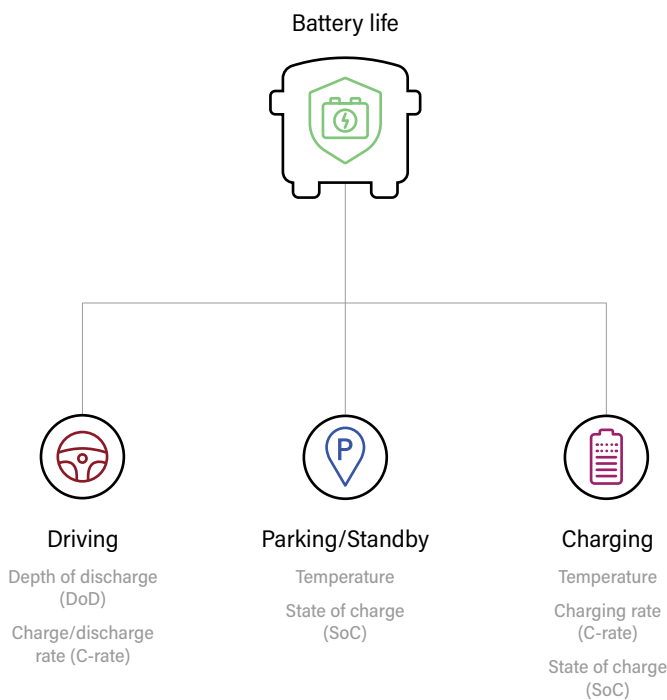 Battery life
P
Driving
Depth of discharge
(DoD)
Charge/discharge
rate (C-rate)
Parking/Standby
Temperature
State of charge
(SoC)
Charging
Temperature
Charging rate
(C-rate)
State of charge
(SoC)